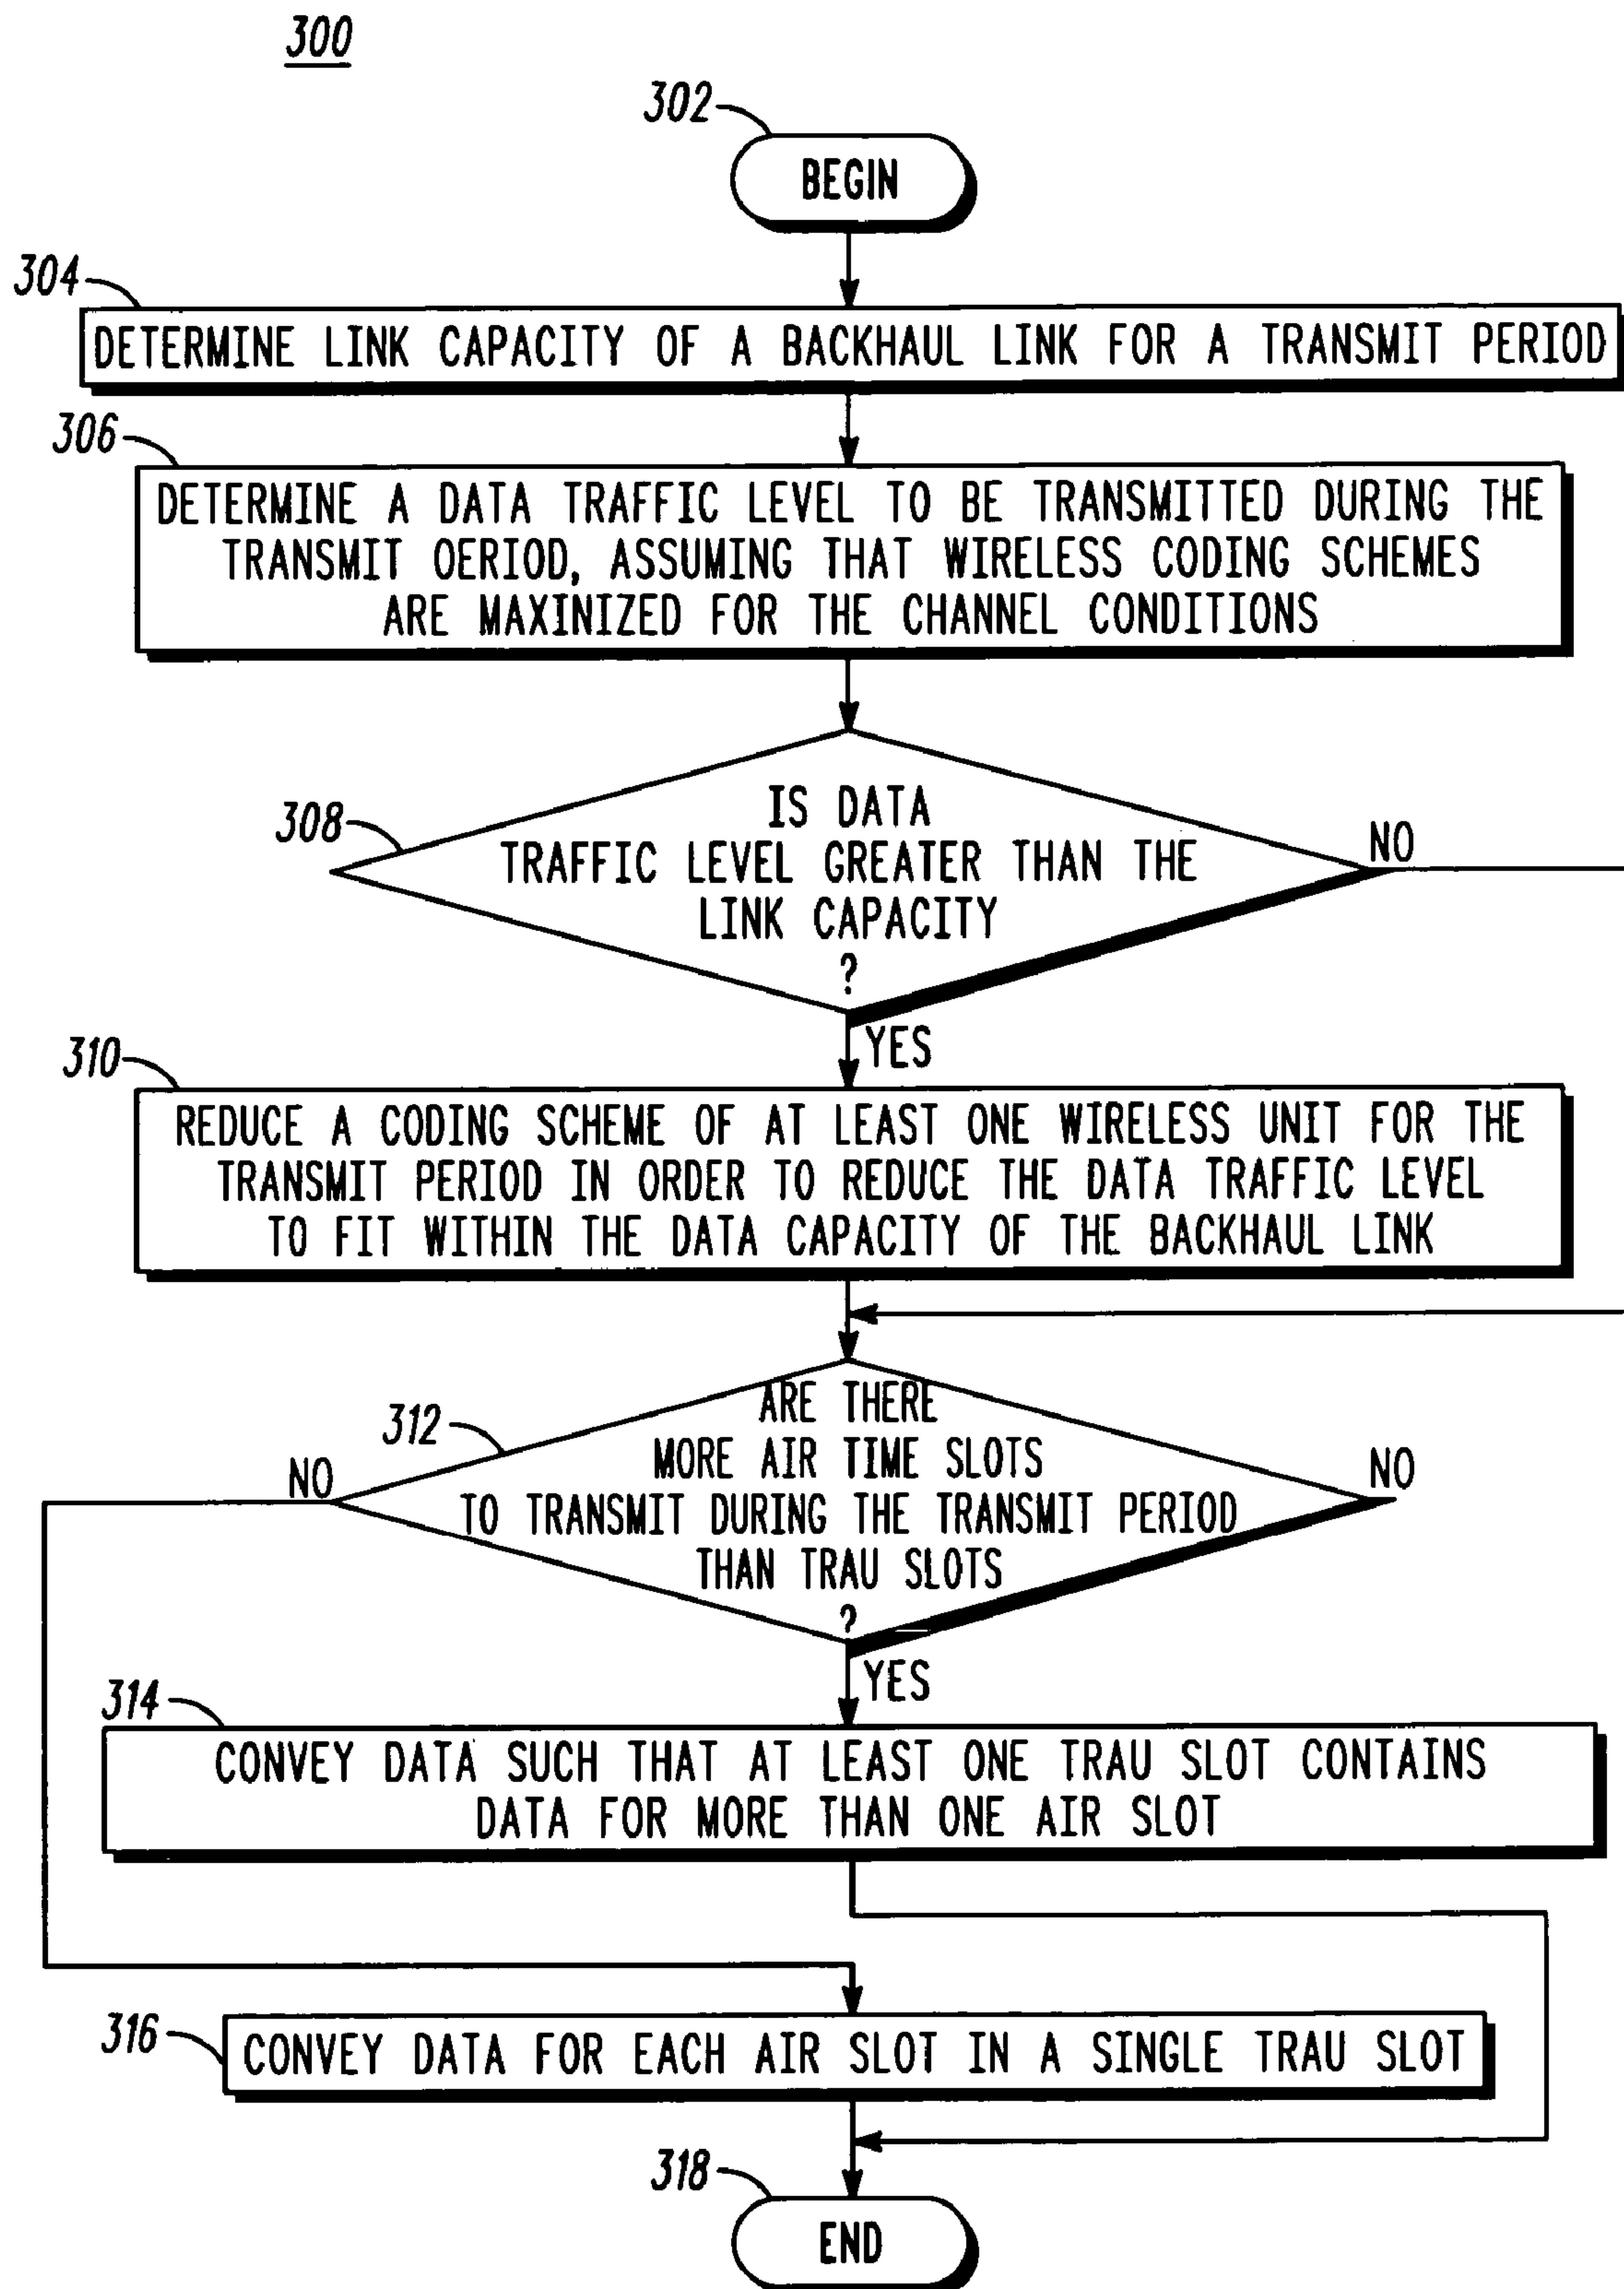 300
302
BEGIN
304
DETERMINE LINK CAPACITY OF A BACKHAUL LINK FOR A TRANSMIT PERIOD
306
DETERMINE A DATA TRAFFIC LEVEL TO BE TRANSMITTED DURING THE
TRANSMIT OERIOD, ASSUMING THAT WIRELESS CODING SCHEMES
ARE MAXINIZED FOR THE CHANNEL CONDITIONS
308
IS DATA
TRAFFIC LEVEL GREATER THAN THE
LINK CAPACITY
?
NO
YES
310
REDUCE A CODING SCHEME OF AT LEAST ONE WIRELESS UNIT FOR THE
TRANSMIT PERIOD IN ORDER TO REDUCE THE DATA TRAFFIC LEVEL
TO FIT WITHIN THE DATA CAPACITY OF THE BACKHAUL LINK
312
ARE THERE
MORE AIR TIME SLOTS
TO TRANSMIT DURING THE TRANSMIT PERIOD
THAN TRAU SLOTS
?
NO
NO
YES
314
CONVEY DATA SUCH THAT AT LEAST ONE TRAU SLOT CONTAINS
DATA FOR MORE THAN ONE AIR SLOT
316
CONVEY DATA FOR EACH AIR SLOT IN A SINGLE TRAU SLOT
318
END